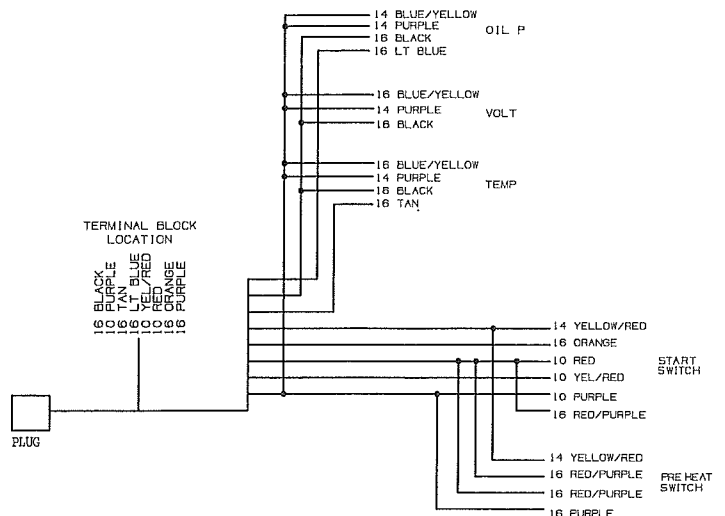 14 BLUE/YELLOW
14 PURPLE
16 BLACK
16 LT BLUE
OIL P
16 BLUE/YELLOW
14 PURPLE
16 BLACK
VOLT
16 BLUE/YELLOW
14 PURPLE
16 BLACK
16 TAN
TEMP
TERMINAL BLOCK
LOCATION
16 BLACK
10 PURPLE
16 TAN
16 LT BLUE
10 YEL/RED
10 RED
16 ORANGE
16 PURPLE
14 YELLOW/RED
16 ORANGE
10 RED
10 YEL/RED
10 PURPLE
16 RED/PURPLE
START
SWITCH
PLUG
14 YELLOW/RED
16 RED/PURPLE
16 RED/PURPLE
16 PURPLE
PREHEAT
SWITCH